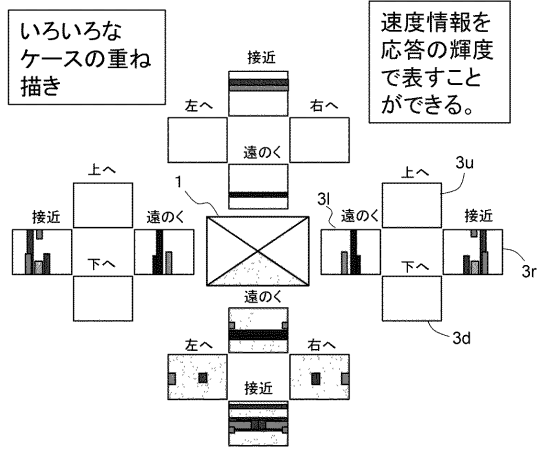 いろいろな
ケースの重ね
描き
速度情報を
応答の輝度
で表すこと
ができる。
接近
左へ
右へ
遠のく
上へ
接近
遠のく
下へ
1
3l
遠のく
上へ
3u
接近
3r
下へ
3d
遠のく
左へ
右へ
接近